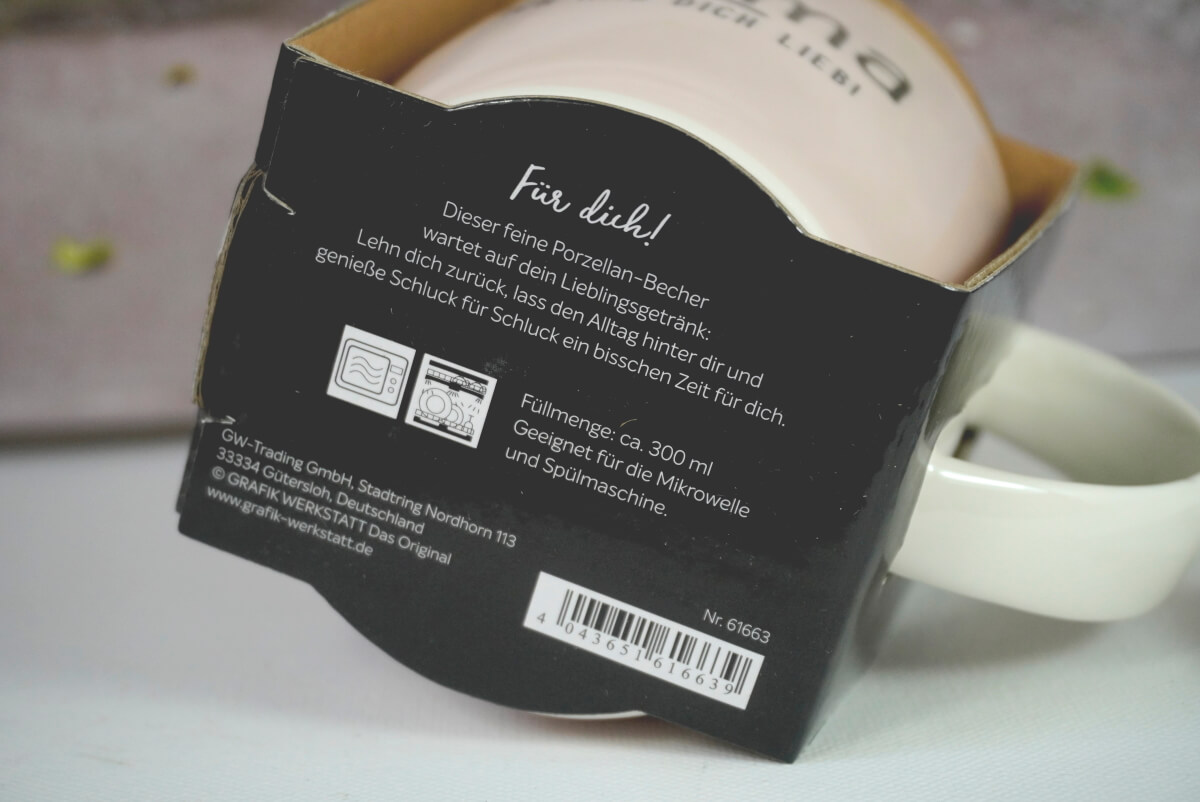 DICH LIEB!
Für dich!
Dieser feine Porzellan-Becher
wartet auf dein Lieblingsgetränk:
Lehn dich zurück, lass den Alltag hinter dir und
genieße Schluck für Schluck ein bisschen Zeit für dich.
Füllmenge: ca. 300 ml
Geeignet für die Mikrowelle
und Spülmaschine.
GW-Trading GmbH, Stadtring Nordhorn 113
33334 Gütersloh, Deutschland
© GRAFIK WERKSTATT Das Original
www.grafik-werkstatt.de
Nr. 61663
4 043651 616639